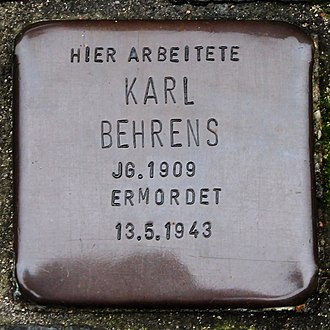 HIER ARBEITETE
KARL
BEHRENS
JG. 1909
ERMORDET
13.5.1943